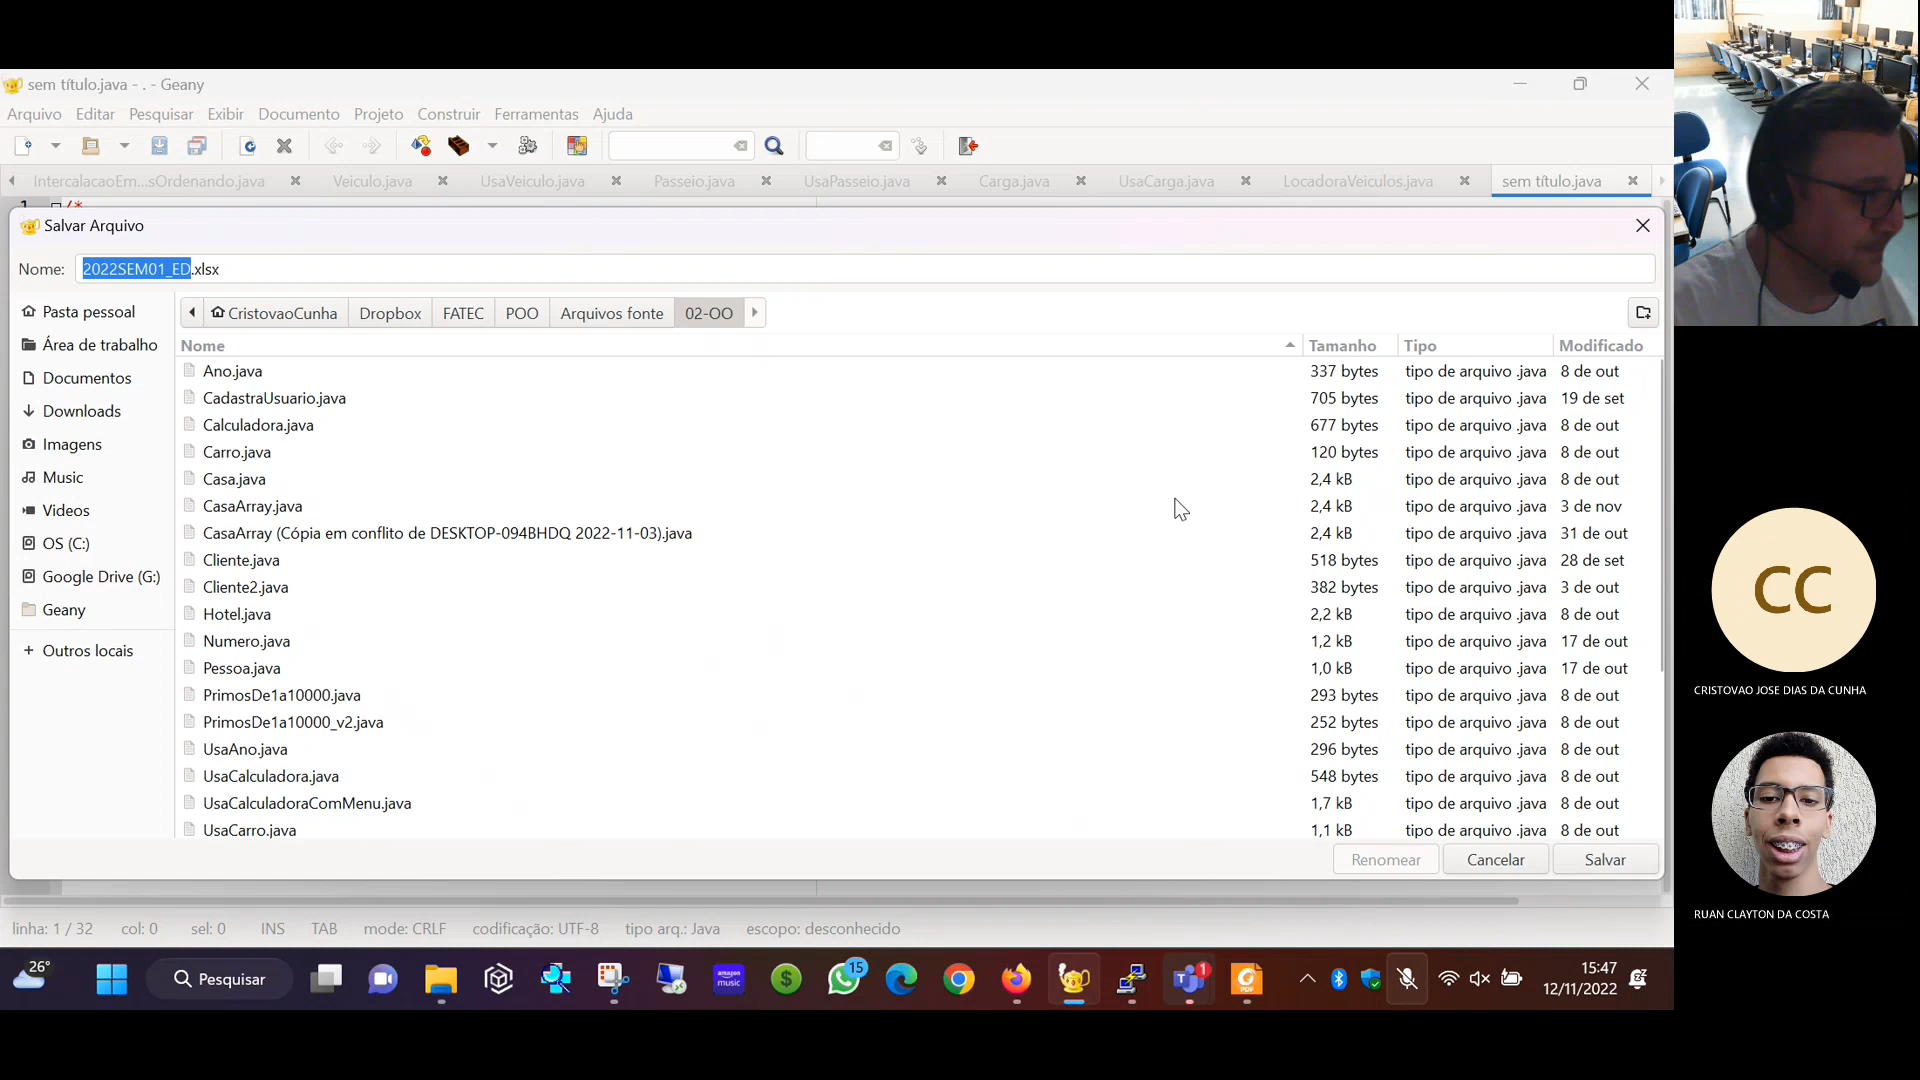 sem título.java - . - Geany
Arquivo Editar Pesquisar Exibir Documento Projeto Construir Ferramentas Ajuda
IntercalacaoEm...sOrdenando.java Veiculo.java UsaVeiculo.java Passeio.java UsaPasseio.java Carga.java UsaCarga.java LocadoraVeiculos.java sem título.java
1 /*
Salvar Arquivo
Nome: 2022SEM01_ED.xlsx
Pasta pessoal
Área de trabalho
Documentos
Downloads
Imagens
Music
Videos
OS (C:)
Google Drive (G:)
Geany
+ Outros locais
CristovaoCunha Dropbox FATEC POO Arquivos fonte 02-OO
Nome Tamanho Tipo Modificado
Ano.java 337 bytes tipo de arquivo .java 8 de out
CadastraUsuario.java 705 bytes tipo de arquivo .java 19 de set
Calculadora.java 677 bytes tipo de arquivo .java 8 de out
Carro.java 120 bytes tipo de arquivo .java 8 de out
Casa.java 2,4 kB tipo de arquivo .java 8 de out
CasaArray.java 2,4 kB tipo de arquivo .java 3 de nov
CasaArray (Cópia em conflito de DESKTOP-094BHDQ 2022-11-03).java 2,4 kB tipo de arquivo .java 31 de out
Cliente.java 518 bytes tipo de arquivo .java 28 de set
Cliente2.java 382 bytes tipo de arquivo .java 3 de out
Hotel.java 2,2 kB tipo de arquivo .java 8 de out
Numero.java 1,2 kB tipo de arquivo .java 17 de out
Pessoa.java 1,0 kB tipo de arquivo .java 17 de out
PrimosDe1a10000.java 293 bytes tipo de arquivo .java 8 de out
PrimosDe1a10000_v2.java 252 bytes tipo de arquivo .java 8 de out
UsaAno.java 296 bytes tipo de arquivo .java 8 de out
UsaCalculadora.java 548 bytes tipo de arquivo .java 8 de out
UsaCalculadoraComMenu.java 1,7 kB tipo de arquivo .java 8 de out
UsaCarro.java 1,1 kB tipo de arquivo .java 8 de out
Renomear Cancelar Salvar
linha: 1 / 32 col: 0 sel: 0 INS TAB mode: CRLF codificação: UTF-8 tipo arq.: Java escopo: desconhecido
26° Pesquisar amazon music 15 1 PDF 15:47
12/11/2022
CC
CRISTOVAO JOSE DIAS DA CUNHA
RUAN CLAYTON DA COSTA